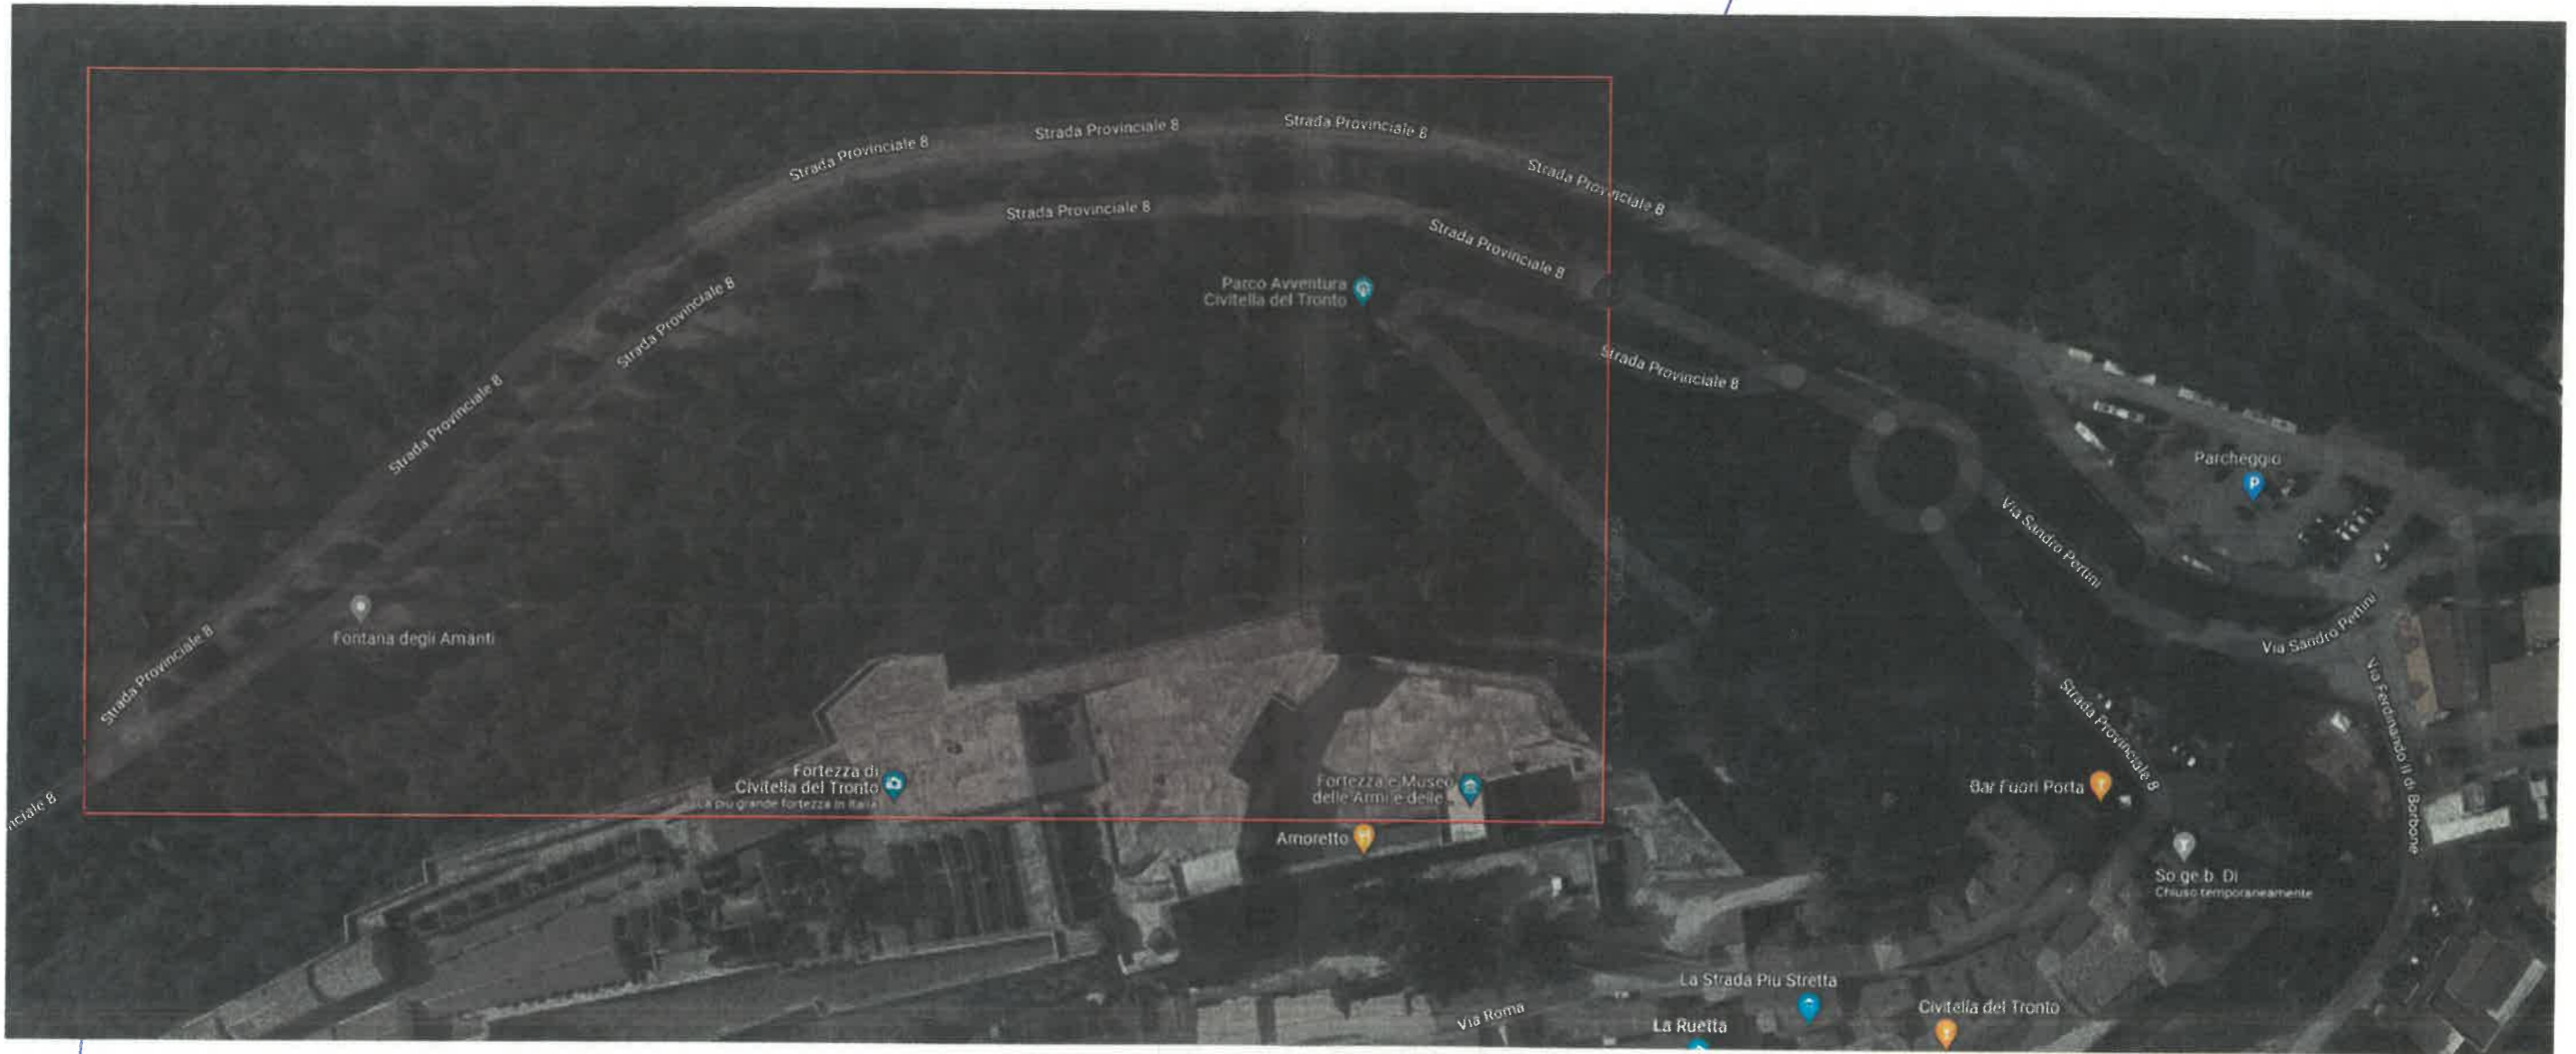 Strada Provinciale 8
Strada Provinciale 8
Strada Provinciale 8
Strada Provinciale 8
Strada Provinciale 8
Strada Provinciale 8
Parco Avventura
Civitella del Tronto
Strada Provinciale 8
Strada Provinciale 8
Strada Provinciale 8
Parcheggio
Via Sandro Pertini
Via Sandro Pertini
Fontana degli Amanti
Strada Provinciale 8
Strada Provinciale 8
Via Ferdinando II di Borbone
Fortezza di
Civitella del Tronto
La più grande fortezza in Italia
Fortezza e Museo
delle Armi e delle
Bar Fuori Porta
nciale 8
Amoretto
So.ge.b. Di
Chiuso temporaneamente
La Strada Più Stretta
Via Roma
La Ruetta
Civitella del Tronto